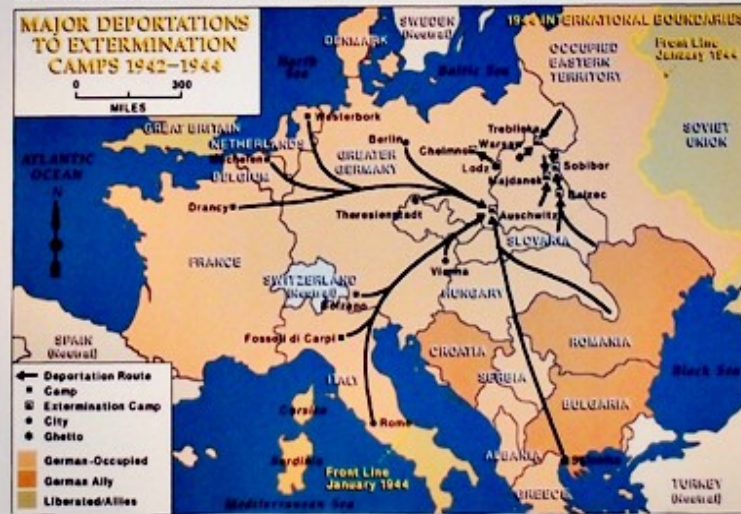 MAJOR DEPORTATIONS
TO EXTERMINATION
CAMPS 1942-1944
0 300
MILES
SWEDEN
(Neutral)
1944 INTERNATIONAL BOUNDARIES
DENMARK
OCCUPIED
EASTERN
TERRITORY
Front Line
January 1944
North
Sea
Baltic Sea
SOVIET
UNION
GREAT BRITAIN
Westerbork
NETHERLANDS
Berlin
Treblinka
Warsaw
Chelmno
Lodz
Sobibor
Majdanek
Belzec
ATLANTIC
OCEAN
N
BELGIUM
GREATER
GERMANY
Drancy
Theresienstadt
Auschwitz
SLOVAKIA
FRANCE
SWITZERLAND
(Neutral)
Vienna
HUNGARY
Bolzano
Fossoli di Carpi
ROMANIA
SPAIN
(Neutral)
CROATIA
SERBIA
Black Sea
ITALY
Corsica
Rome
BULGARIA
Sardinia
ALBANIA
Front Line
January 1944
GREECE
TURKEY
(Neutral)
Mediterranean Sea
Deportation Route
Camp
Extermination Camp
City
Ghetto
German-Occupied
German Ally
Liberated/Allies